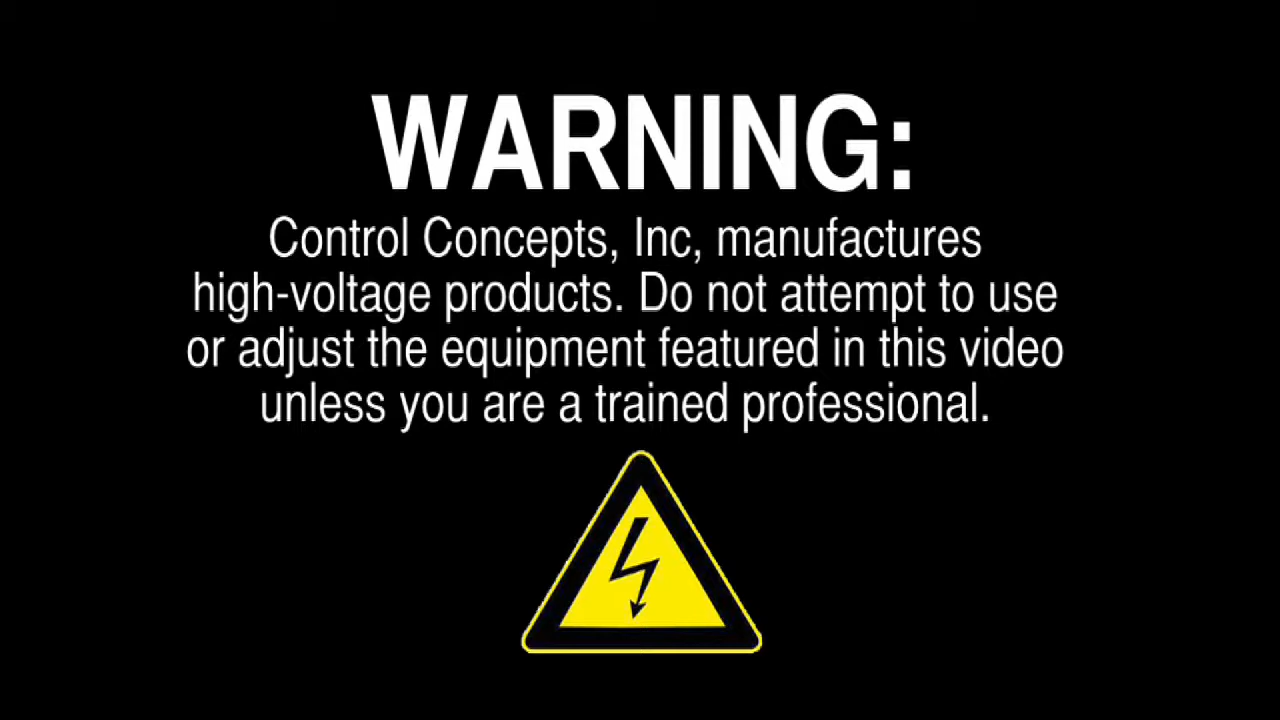 WARNING:
Control Concepts, Inc, manufactures
high-voltage products. Do not attempt to use
or adjust the equipment featured in this video
unless you are a trained professional.